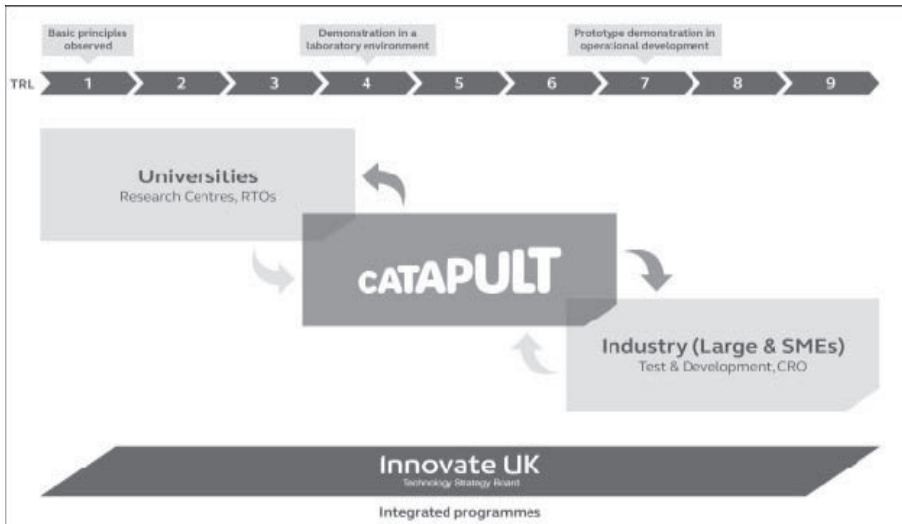 Basic principles
observed
Demonstration in a
laboratory environment
Prototype demonstration in
operational development
TRL 1 2 3 4 5 6 7 8 9
Universities
Research Centres, RTOs
CATAPULT
Industry (Large & SMEs)
Test & Development, CRO
Innovate UK
Technology Strategy Board
Integrated programmes